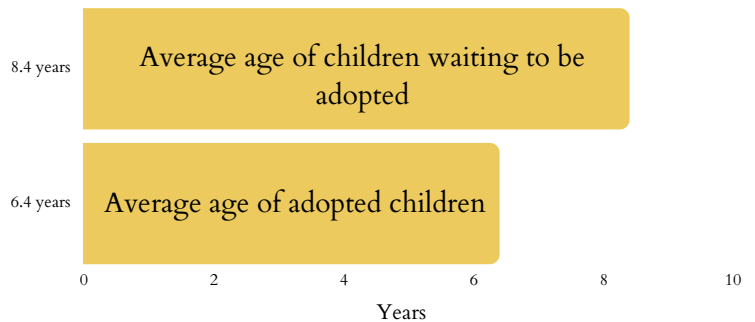 8.4 years
Average age of children waiting to be
adopted
6.4 years
Average age of adopted children
0 2 4 6 8 10
Years